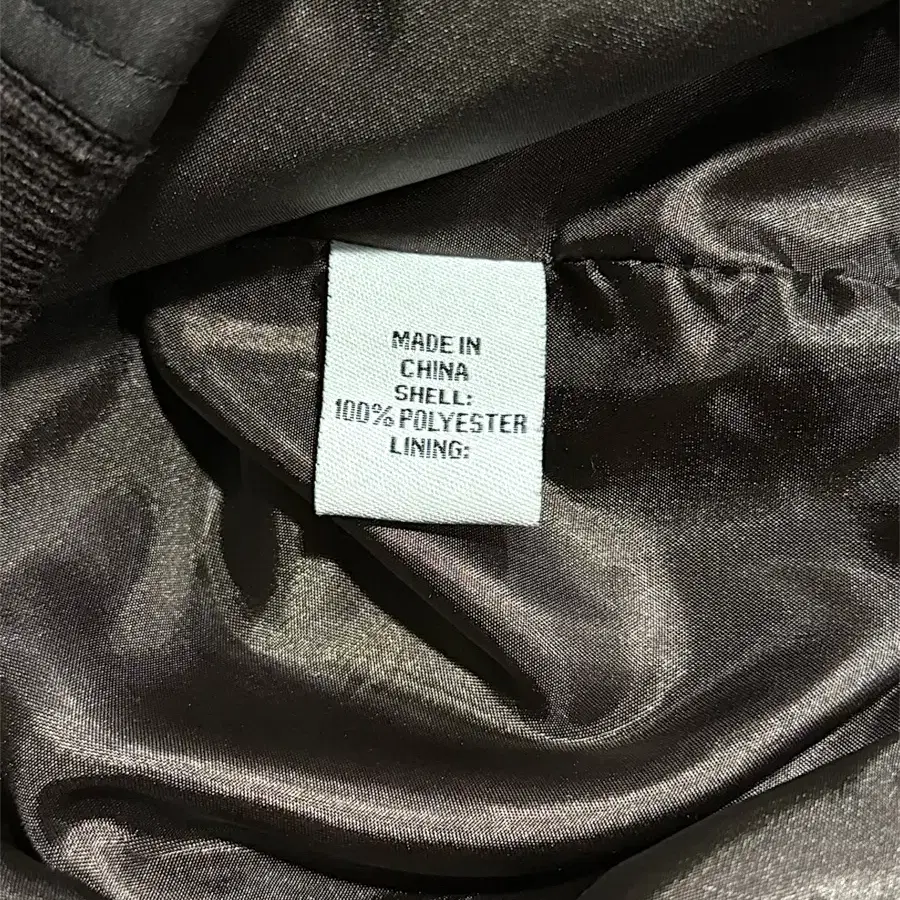 MADE IN
CHINA
SHELL:
100% POLYESTER
LINING: